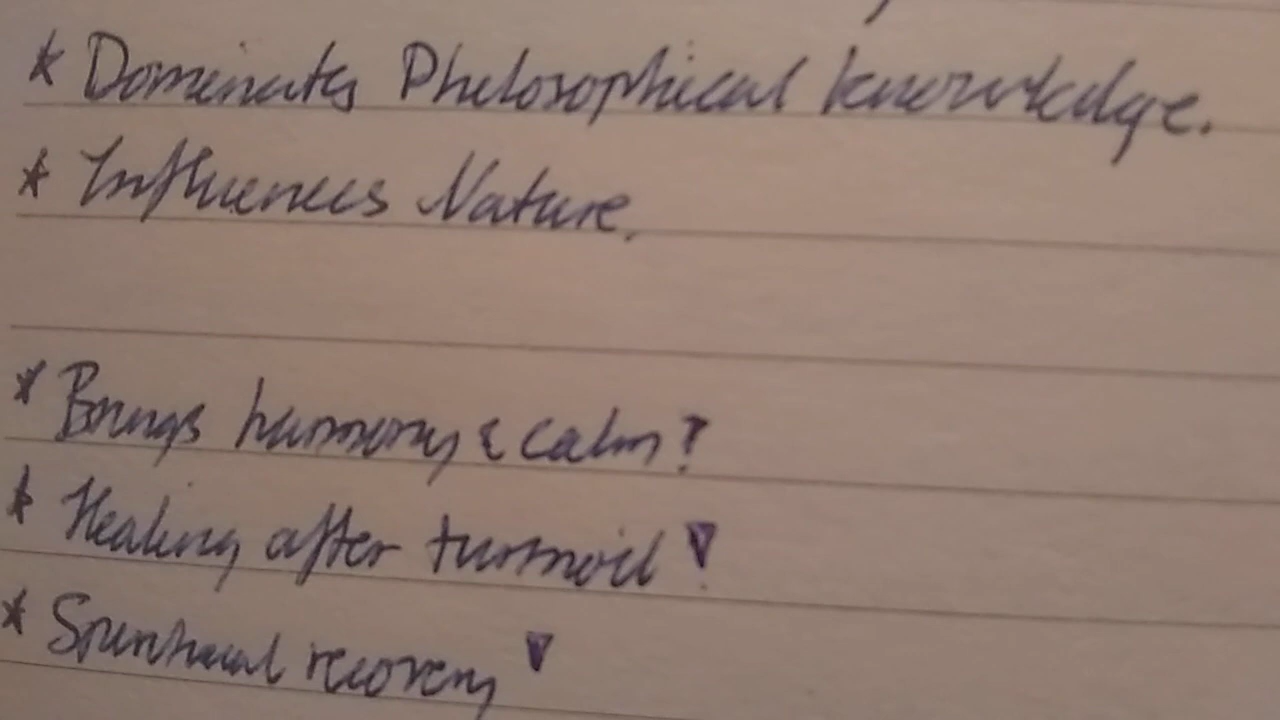 * Dominates Philosophical knowledge.
* Influences Nature.
* Brings harmony & calm?
* Healing after turmoil!
* Spiritual recovery!